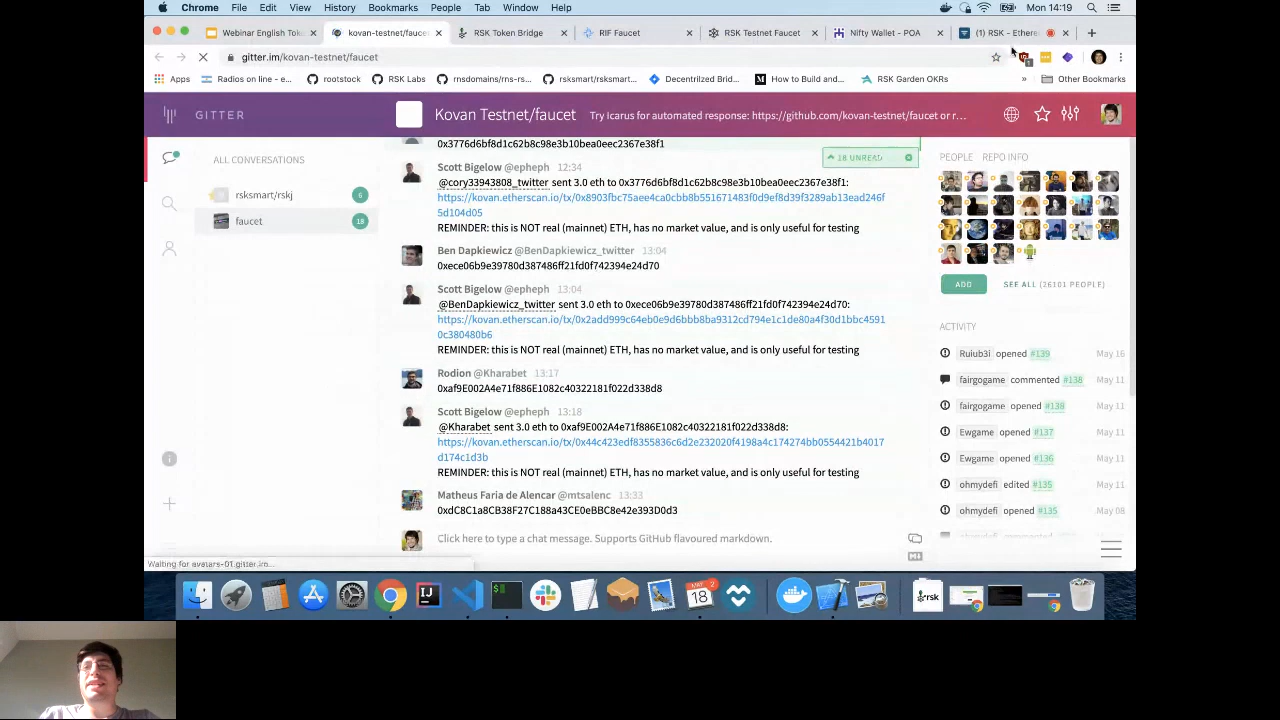 Chrome File Edit View History Bookmarks People Tab Window Help Mon 14:19
Webinar English Tok kovan-testnet/fauce RSK Token Bridge RIF Faucet RSK Testnet Faucet Nifty Wallet - POA (1) RSK - Ethere
gitter.im/kovan-testnet/faucet
Apps Radios on line - e... rootstock RSK Labs rnsdomains/rns-rs... rsksmart/rksmart... Decentrilzed Brid... How to Build and... RSK Garden OKRs » Other Bookmarks
GITTER Kovan Testnet/faucet Try Icarus for automated response: https://github.com/kovan-testnet/faucet or r...
ALL CONVERSATIONS
rsksmart/rskj 6
faucet 18
0x3776d6bf8d1c62b8c98e3b10bea0eec2367e38f1
18 UNREAD
Scott Bigelow @epheph 12:34
@cory33943808_twitter sent 3.0 eth to 0x3776d6bf8d1c62b8c98e3b10bea0eec2367e38f1:
https://kovan.etherscan.io/tx/0x8903fbc75aee4ca0cbb8b551671483f0d9ef8d39f3289ab13ead246f
5d104d05
REMINDER: this is NOT real (mainnet) ETH, has no market value, and is only useful for testing
Ben Dapkiewicz @BenDapkiewicz_twitter 13:04
0xece06b9e39780d387486ff21fd0f742394e24d70
Scott Bigelow @epheph 13:04
@BenDapkiewicz_twitter sent 3.0 eth to 0xece06b9e39780d387486ff21fd0f742394e24d70:
https://kovan.etherscan.io/tx/0x2add999c64eb0e9d6bbb8ba9312cd794e1c1de80a4f30d1bbc4591
0c380480b6
REMINDER: this is NOT real (mainnet) ETH, has no market value, and is only useful for testing
Rodion @Kharabet 13:17
0xaf9E002A4e71f886E1082c40322181f022d338d8
Scott Bigelow @epheph 13:18
@Kharabet sent 3.0 eth to 0xaf9E002A4e71f886E1082c40322181f022d338d8:
https://kovan.etherscan.io/tx/0x44c423edf8355836c6d2e232020f4198a4c174274bb0554421b4017
d174c1d3b
REMINDER: this is NOT real (mainnet) ETH, has no market value, and is only useful for testing
Matheus Faria de Alencar @mtsalenc 13:33
0xdC8C1a8CB38F27C188a43CE0eBBC8e42e393D0d3
Click here to type a chat message. Supports GitHub flavoured markdown.
PEOPLE REPO INFO
ADD SEE ALL (26101 PEOPLE)
ACTIVITY
Ruiub3i opened #139 May 16
fairgogame commented #138 May 11
fairgogame opened #138 May 11
Ewgame opened #137 May 11
Ewgame opened #136 May 11
ohmydefi edited #135 May 11
ohmydefi opened #135 May 08
Waiting for avatars-01.gitter.im...
MAY 18 2
rsk